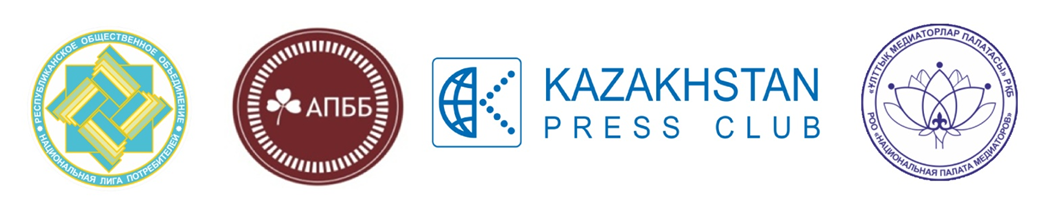 РЕСПУБЛИКАНСКОЕ ОБЩЕСТВЕННОЕ ОБЪЕДИНЕНИЕ
НАЦИОНАЛЬНАЯ ЛИГА ПОТРЕБИТЕЛЕЙ
АПББ
KAZAKHSTAN
PRESS CLUB
«ҰЛТТЫҚ МЕДИАТОРЛАР ПАЛАТАСЫ» РҚБ
РОО «НАЦИОНАЛЬНАЯ ПАЛАТА МЕДИАТОРОВ»